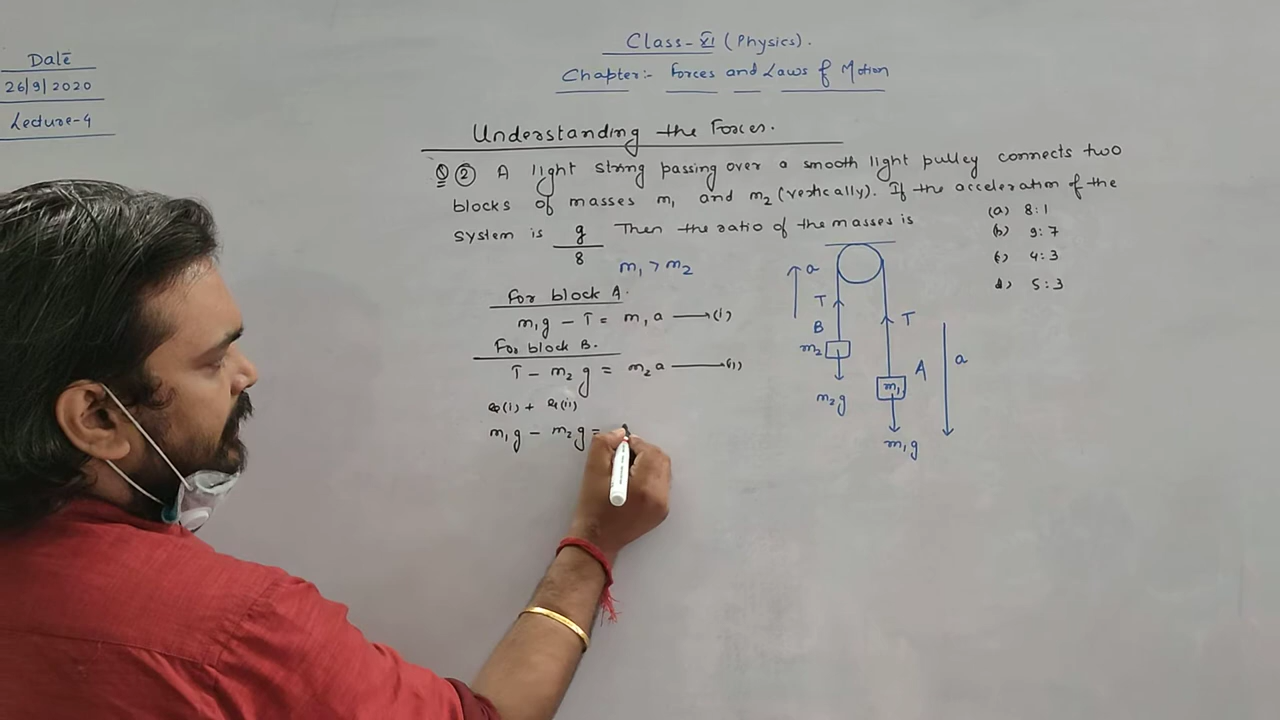 Date
26/9/2020
Lecture-4
Class-XI (Physics).
Chapter:- Forces and Laws of Motion
Understanding the Forces.
Q ② A light string passing over a smooth light pulley connects two
blocks of masses m₁ and m₂ (vertically). If the acceleration of the
system is g/8 Then the ratio of the masses is
(a) 8:1
(b) 9:7
(c) 4:3
(d) 5:3
m₁ > m₂
For block A.
m₁g - T = m₁a ⟶ (i)
For block B.
T - m₂g = m₂a ⟶ (ii)
eq(i) + eq(ii)
m₁g - m₂g =
a
T
B
m₂
m₂g
T
A
m₁
m₁g
a